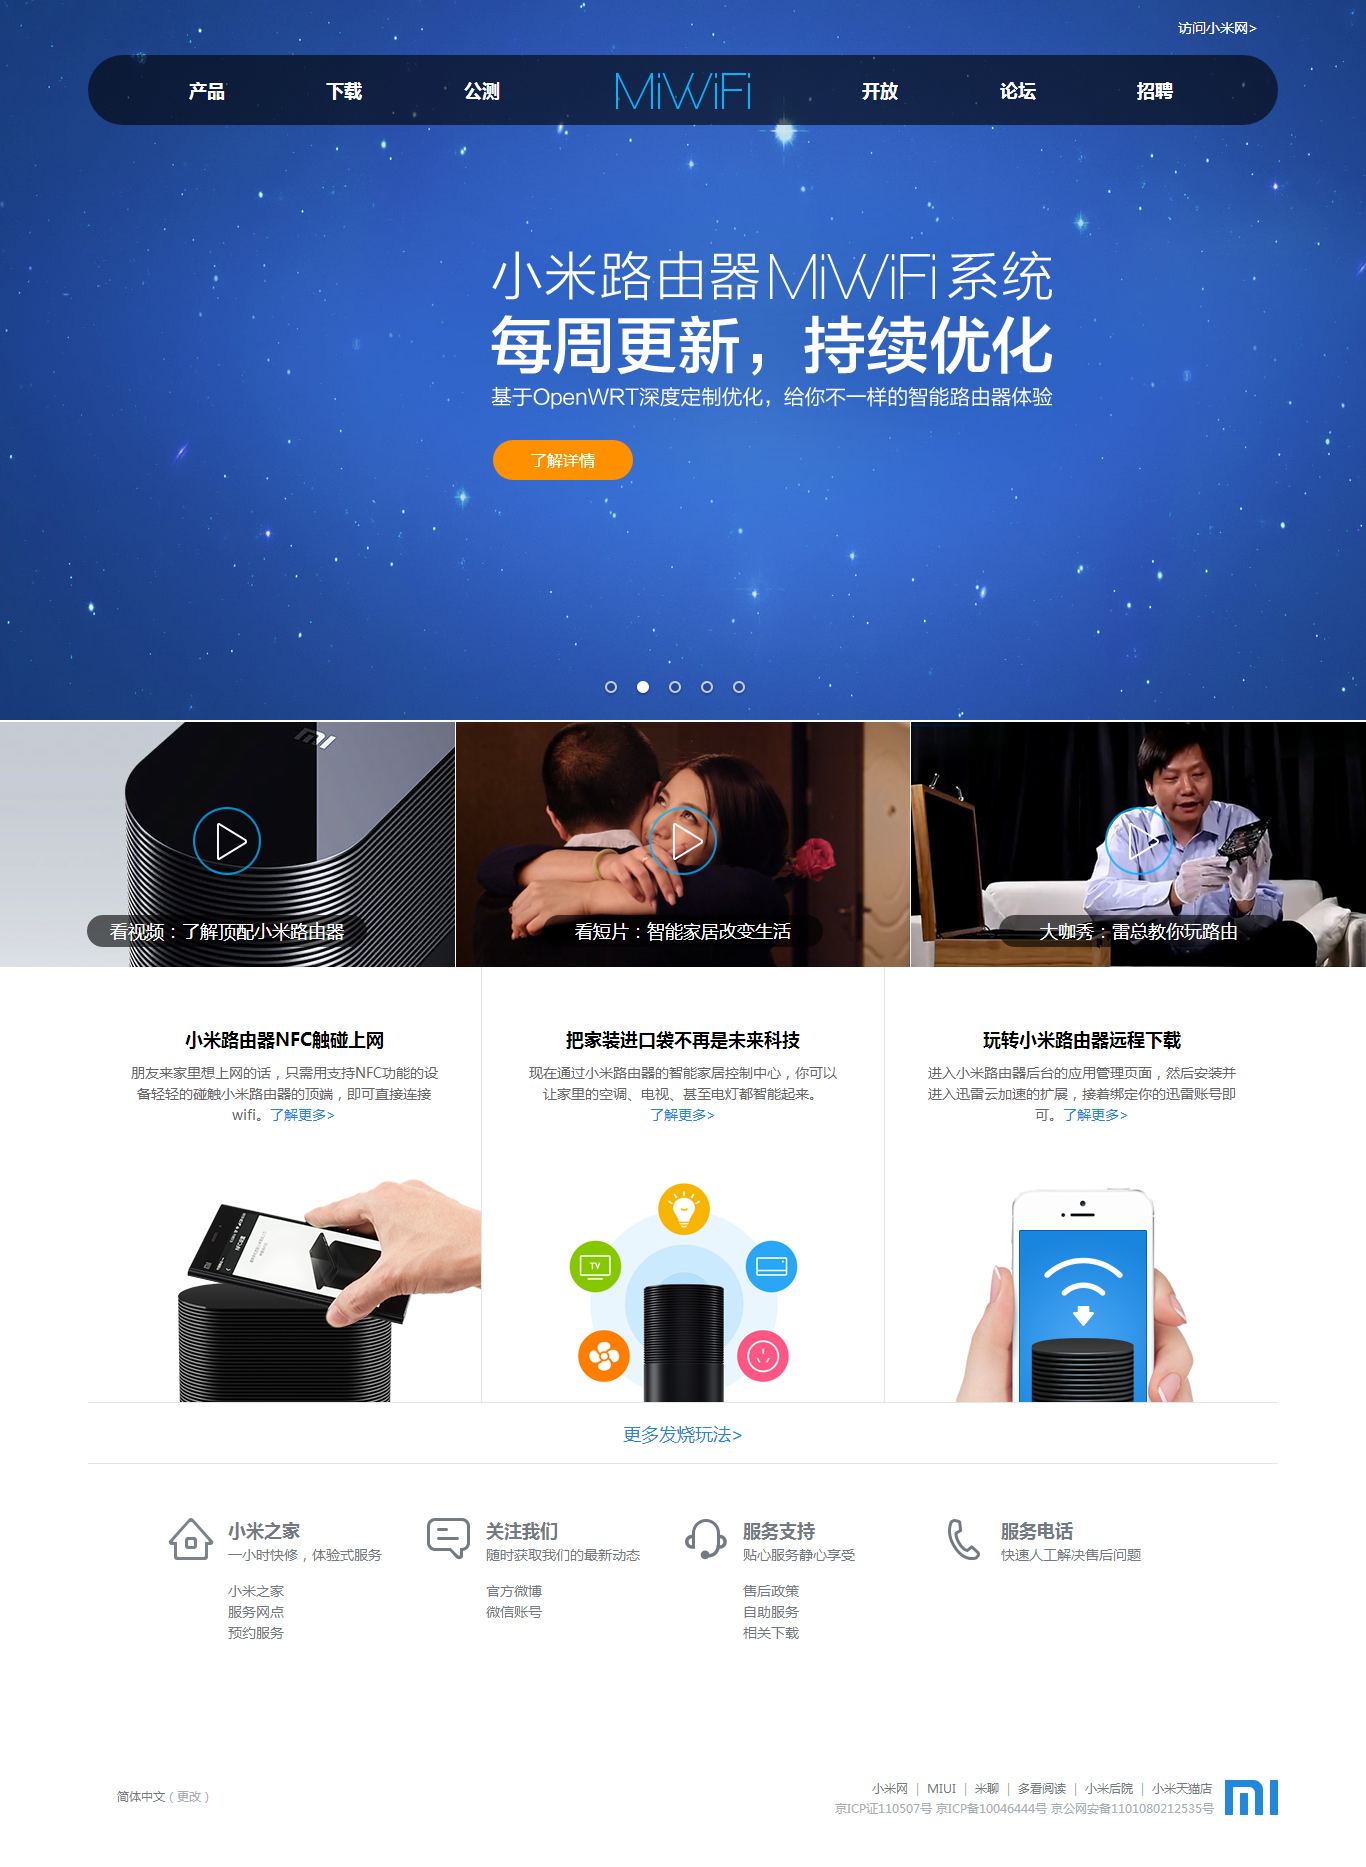 访问小米网>
产品 下载 公测 MiWiFi 开放 论坛 招聘
小米路由器MiWiFi系统
每周更新，持续优化
基于OpenWRT深度定制优化，给你不一样的智能路由器体验
了解详情
看视频：了解顶配小米路由器
看短片：智能家居改变生活
大咖秀：雷总教你玩路由
小米路由器NFC触碰上网
朋友来家里想上网的话，只需用支持NFC功能的设
备轻轻的碰触小米路由器的顶端，即可直接连接
wifi。了解更多>
把家装进口袋不再是未来科技
现在通过小米路由器的智能家居控制中心，你可以
让家里的空调、电视、甚至电灯都智能起来。
了解更多>
玩转小米路由器远程下载
进入小米路由器后台的应用管理页面，然后安装并
进入迅雷云加速的扩展，接着绑定你的迅雷账号即
可。了解更多>
TV
更多发烧玩法>
小米之家
一小时快修，体验式服务
小米之家
服务网点
预约服务
关注我们
随时获取我们的最新动态
官方微博
微信账号
服务支持
贴心服务静心享受
售后政策
自助服务
相关下载
服务电话
快速人工解决售后问题
简体中文（更改）
小米网 | MIUI | 米聊 | 多看阅读 | 小米后院 | 小米天猫店
京ICP证110507号 京ICP备10046444号 京公网安备1101080212535号